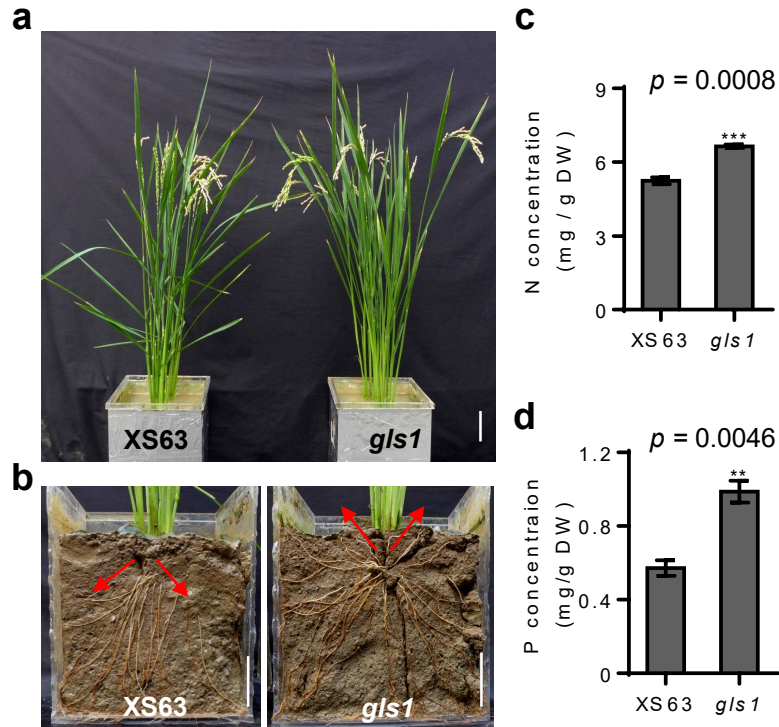 a
XS63
gls1
b
XS63
gls1
c
p = 0.0008
N concentration
(mg / g DW)
9
6
3
0
***
XS63
gls1
d
p = 0.0046
P concentraion
(mg/g DW)
1.2
0.8
0.4
0
**
XS63
gls1